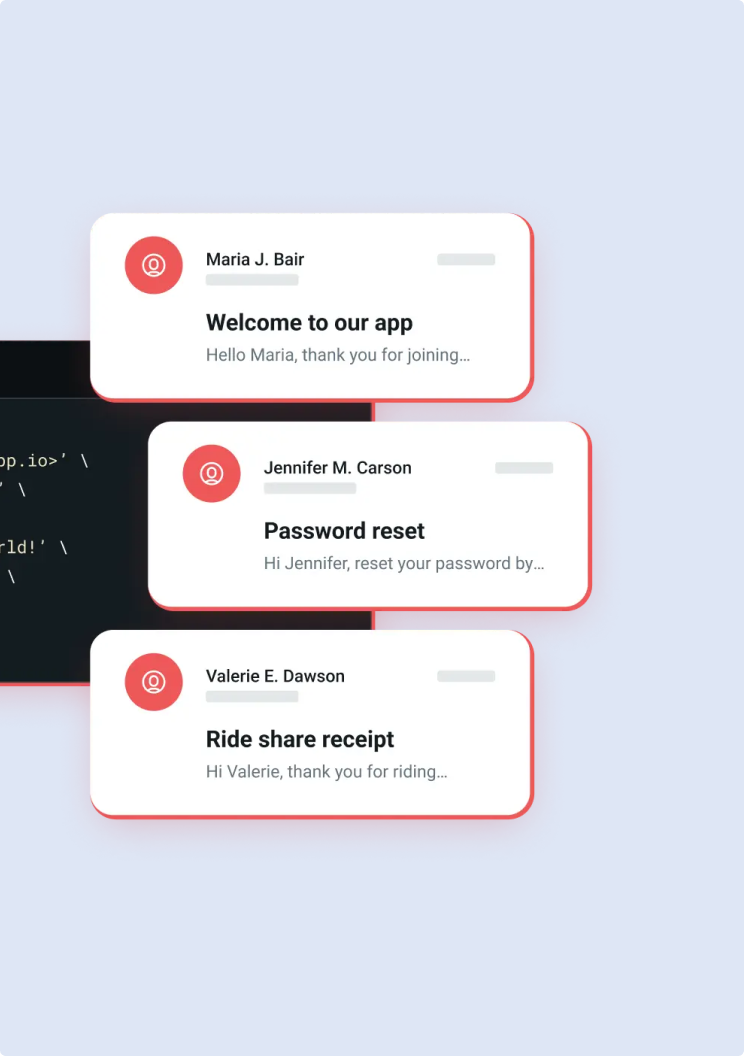 Maria J. Bair
Welcome to our app
Hello Maria, thank you for joining…
pp.io>’ \
’ \
Jennifer M. Carson
Password reset
Hi Jennifer, reset your password by…
rld!’ \
\
Valerie E. Dawson
Ride share receipt
Hi Valerie, thank you for riding…